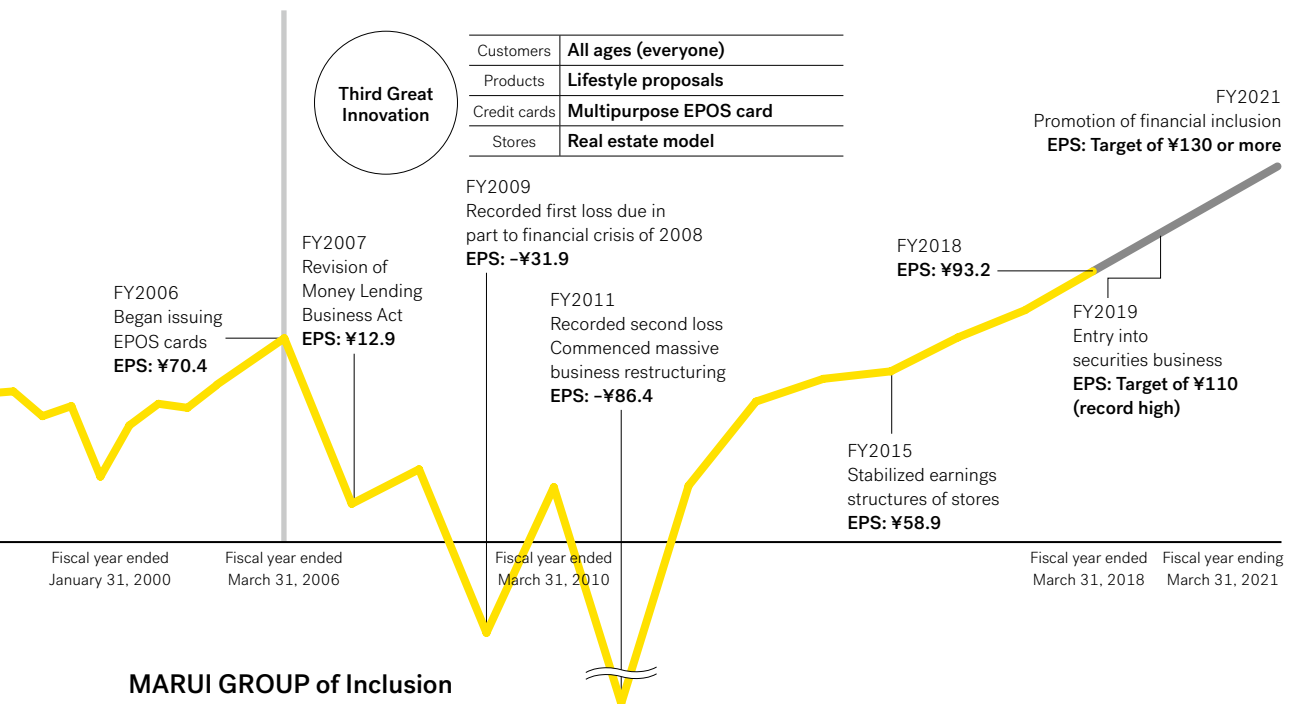 Third Great
Innovation
Customers All ages (everyone)
Products Lifestyle proposals
Credit cards Multipurpose EPOS card
Stores Real estate model
FY2006
Began issuing
EPOS cards
EPS: ¥70.4
FY2007
Revision of
Money Lending
Business Act
EPS: ¥12.9
FY2009
Recorded first loss due in
part to financial crisis of 2008
EPS: –¥31.9
FY2011
Recorded second loss
Commenced massive
business restructuring
EPS: –¥86.4
FY2015
Stabilized earnings
structures of stores
EPS: ¥58.9
FY2018
EPS: ¥93.2
FY2019
Entry into
securities business
EPS: Target of ¥110
(record high)
FY2021
Promotion of financial inclusion
EPS: Target of ¥130 or more
Fiscal year ended
January 31, 2000
Fiscal year ended
March 31, 2006
Fiscal year ended
March 31, 2010
Fiscal year ended
March 31, 2018
Fiscal year ending
March 31, 2021
MARUI GROUP of Inclusion